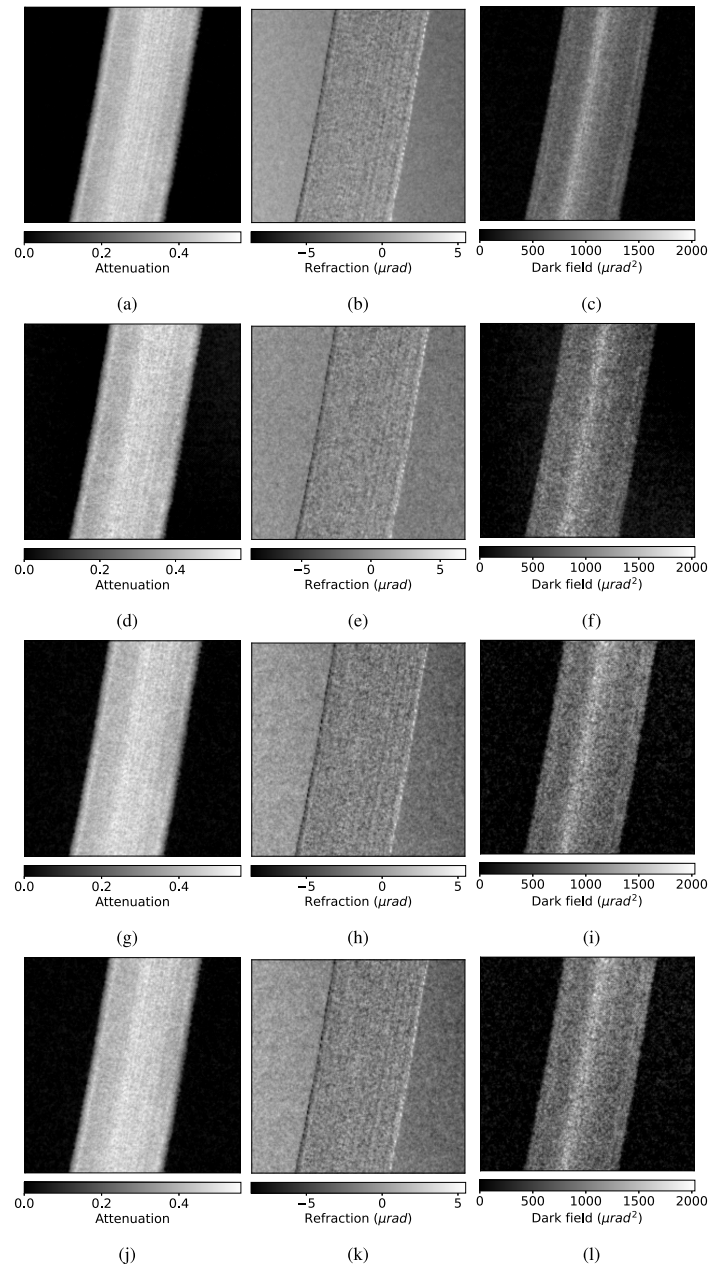 0.0 0.2 0.4
Attenuation
−5 0 5
Refraction (μrad)
0 500 1000 1500 2000
Dark field (μrad²)
(a) (b) (c)
0.0 0.2 0.4
Attenuation
−5 0 5
Refraction (μrad)
0 500 1000 1500 2000
Dark field (μrad²)
(d) (e) (f)
0.0 0.2 0.4
Attenuation
−5 0 5
Refraction (μrad)
0 500 1000 1500 2000
Dark field (μrad²)
(g) (h) (i)
0.0 0.2 0.4
Attenuation
−5 0 5
Refraction (μrad)
0 500 1000 1500 2000
Dark field (μrad²)
(j) (k) (l)